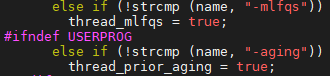 else if (!strcmp (name, "-mlfqs"))
thread_mlfqs = true;
#ifndef USERPROG
else if (!strcmp (name, "-aging"))
thread_prior_aging = true;